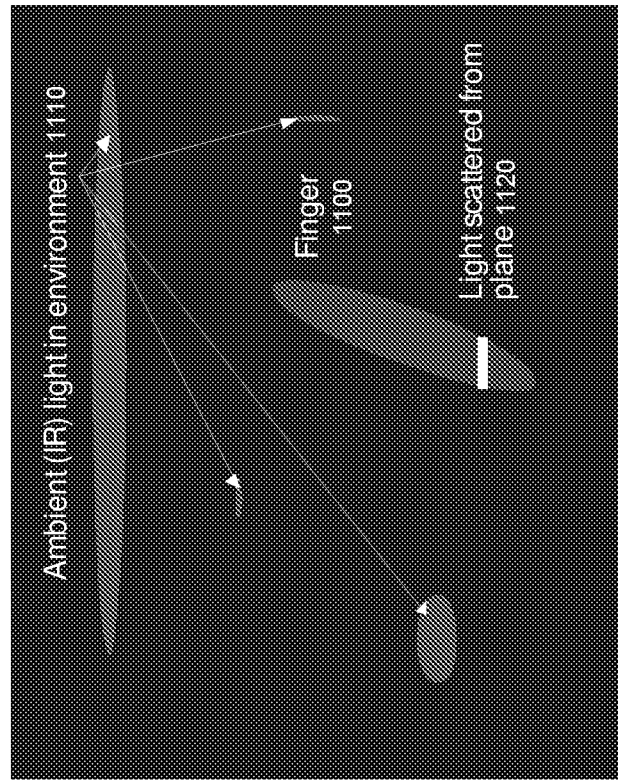 Ambient (IR) light in environment 1110
Finger
1100
Light scattered from
plane 1120